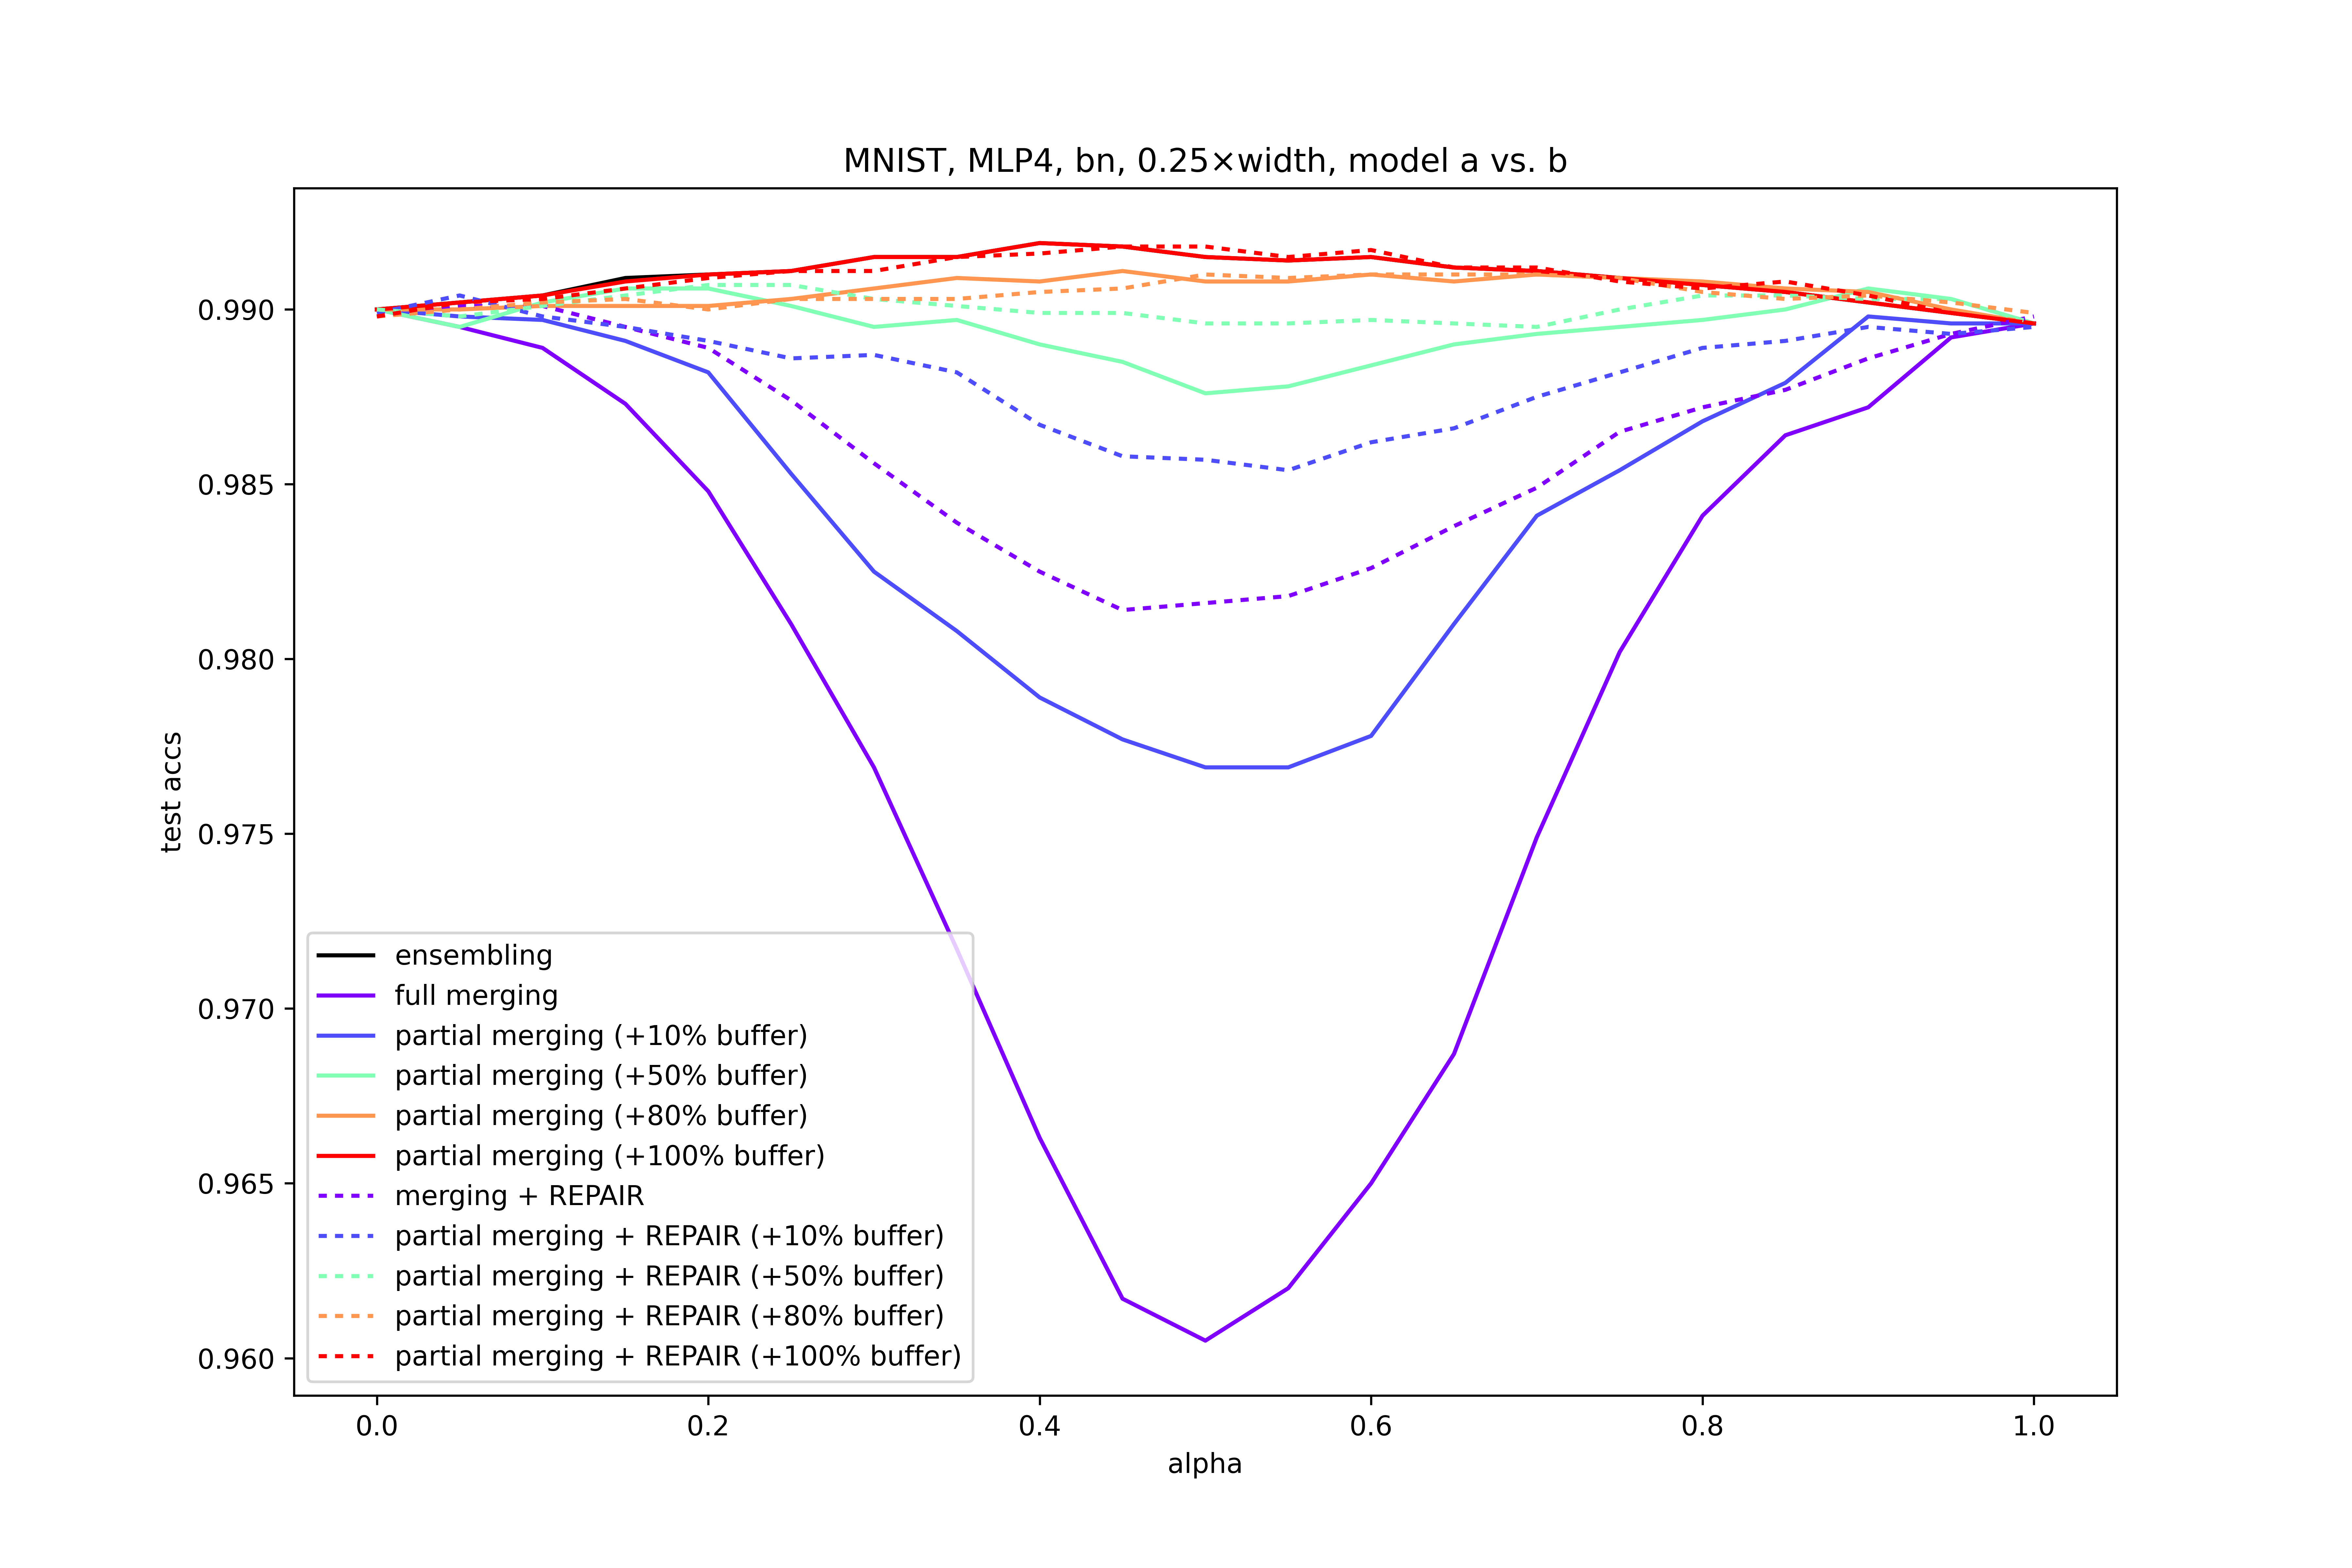 MNIST, MLP4, bn, 0.25×width, model a vs. b
test accs
0.990
0.985
0.980
0.975
0.970
0.965
0.960
ensembling
full merging
partial merging (+10% buffer)
partial merging (+50% buffer)
partial merging (+80% buffer)
partial merging (+100% buffer)
merging + REPAIR
partial merging + REPAIR (+10% buffer)
partial merging + REPAIR (+50% buffer)
partial merging + REPAIR (+80% buffer)
partial merging + REPAIR (+100% buffer)
0.0 0.2 0.4 0.6 0.8 1.0
alpha